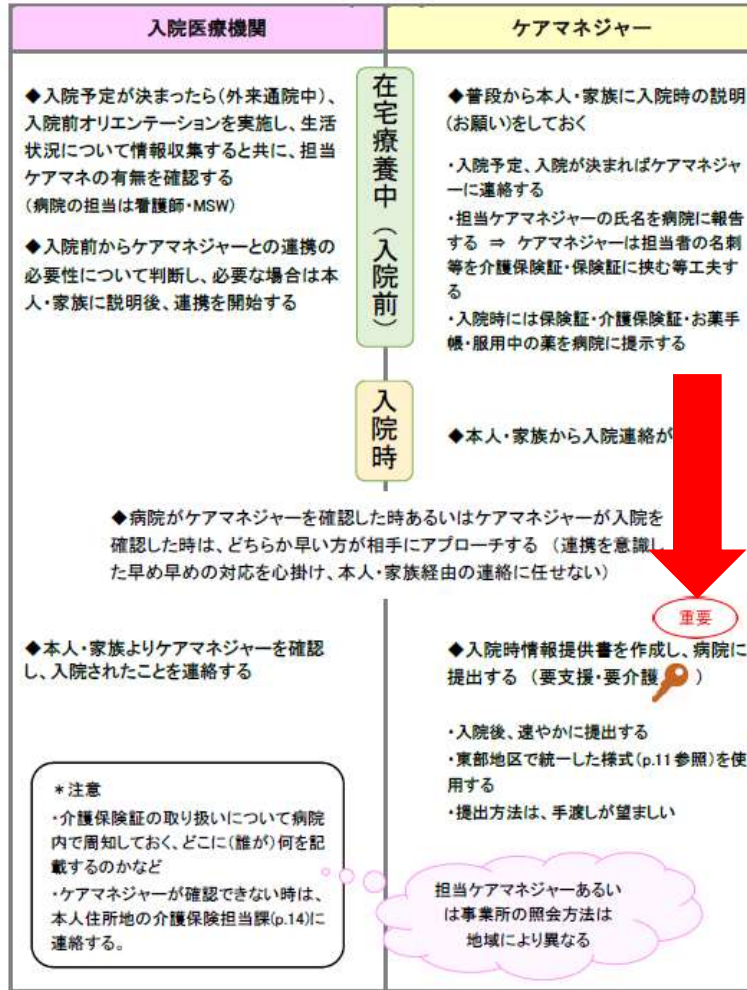 入院医療機関
ケアマネジャー
在宅療養中（入院前）
◆入院予定が決まったら(外来通院中)、
入院前オリエンテーションを実施し、生活
状況について情報収集すると共に、担当
ケアマネの有無を確認する
(病院の担当は看護師・MSW)
◆入院前からケアマネジャーとの連携の
必要性について判断し、必要な場合は本
人・家族に説明後、連携を開始する
◆普段から本人・家族に入院時の説明
(お願い)をしておく
・入院予定、入院が決まればケアマネジャ
ーに連絡する
・担当ケアマネジャーの氏名を病院に報告
する ⇒ ケアマネジャーは担当者の名刺
等を介護保険証・保険証に挟む等工夫す
る
・入院時には保険証・介護保険証・お薬手
帳・服用中の薬を病院に提示する
入院時
◆本人・家族から入院連絡が
◆病院がケアマネジャーを確認した時あるいはケアマネジャーが入院を
確認した時は、どちらか早い方が相手にアプローチする （連携を意識し
た早め早めの対応を心掛け、本人・家族経由の連絡に任せない）
◆本人・家族よりケアマネジャーを確認
し、入院されたことを連絡する
重要
◆入院時情報提供書を作成し、病院に
提出する （要支援・要介護 ）
・入院後、速やかに提出する
・東部地区で統一した様式(p.11参照)を使
用する
・提出方法は、手渡しが望ましい
＊注意
・介護保険証の取り扱いについて病院
内で周知しておく、どこに(誰が)何を記
載するのかなど
・ケアマネジャーが確認できない時は、
本人住所地の介護保険担当課(p.14)に
連絡する。
担当ケアマネジャーあるい
は事業所の照会方法は
地域により異なる